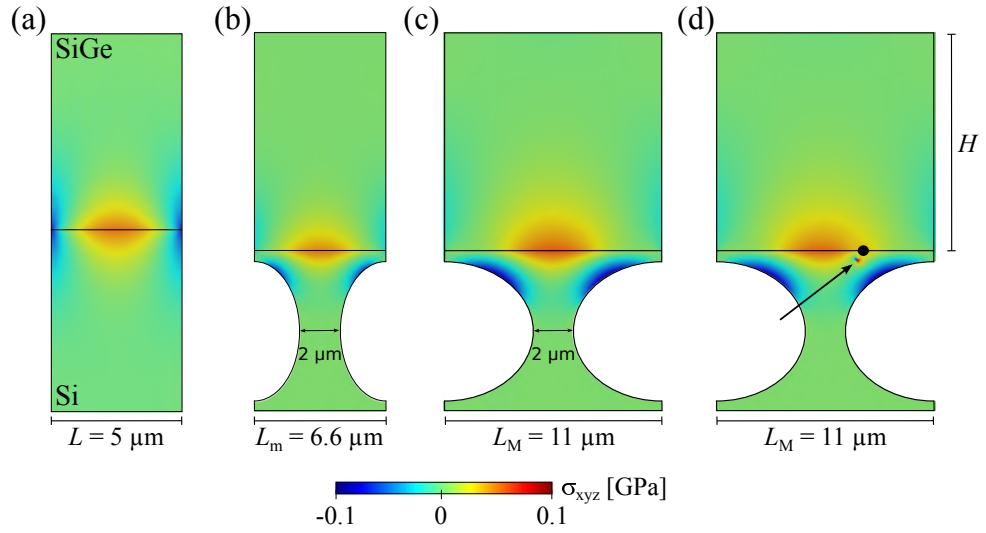 (a) (b) (c) (d)
SiGe
H
2 µm 2 µm
Si
L = 5 µm Lm = 6.6 µm LM = 11 µm LM = 11 µm
σxyz [GPa]
-0.1 0 0.1